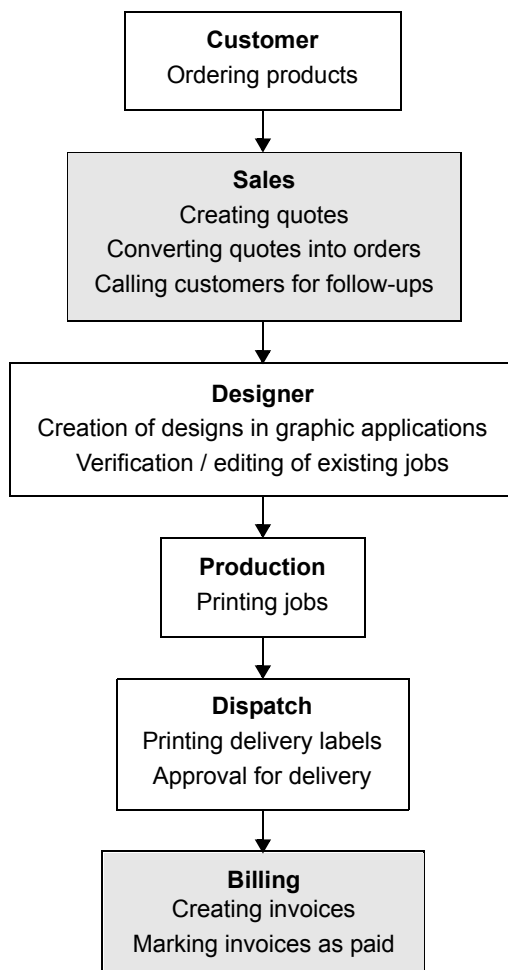 Customer
Ordering products
Sales
Creating quotes
Converting quotes into orders
Calling customers for follow-ups
Designer
Creation of designs in graphic applications
Verification / editing of existing jobs
Production
Printing jobs
Dispatch
Printing delivery labels
Approval for delivery
Billing
Creating invoices
Marking invoices as paid